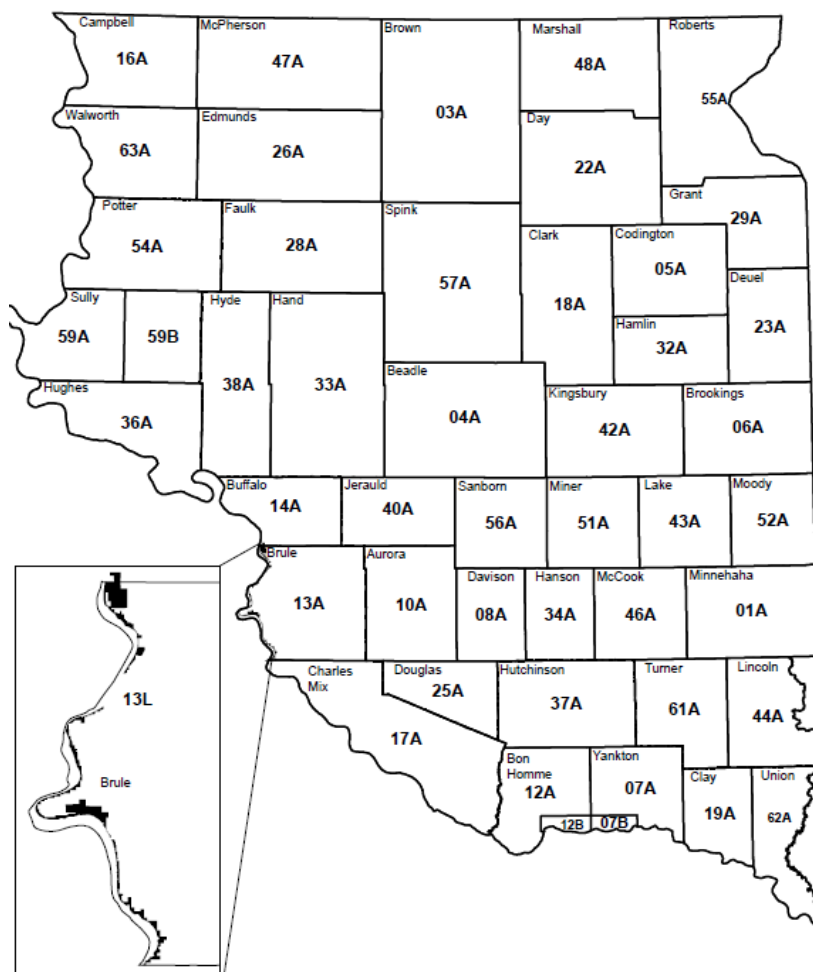 Campbell
16A
McPherson
47A
Brown
03A
Marshall
48A
Roberts
55A
Walworth
63A
Edmunds
26A
Day
22A
Grant
29A
Potter
54A
Faulk
28A
Spink
57A
Clark
18A
Codington
05A
Deuel
23A
Hamlin
32A
Sully
59A
59B
Hyde
38A
Hand
33A
Hughes
36A
Beadle
04A
Kingsbury
42A
Brookings
06A
Buffalo
14A
Jerauld
40A
Sanborn
56A
Miner
51A
Lake
43A
Moody
52A
Brule
13A
Aurora
10A
Davison
08A
Hanson
34A
McCook
46A
Minnehaha
01A
Charles
Mix
17A
Douglas
25A
Hutchinson
37A
Turner
61A
Lincoln
44A
Bon
Homme
12A
12B
Yankton
07A
07B
Clay
19A
Union
62A
13L
Brule